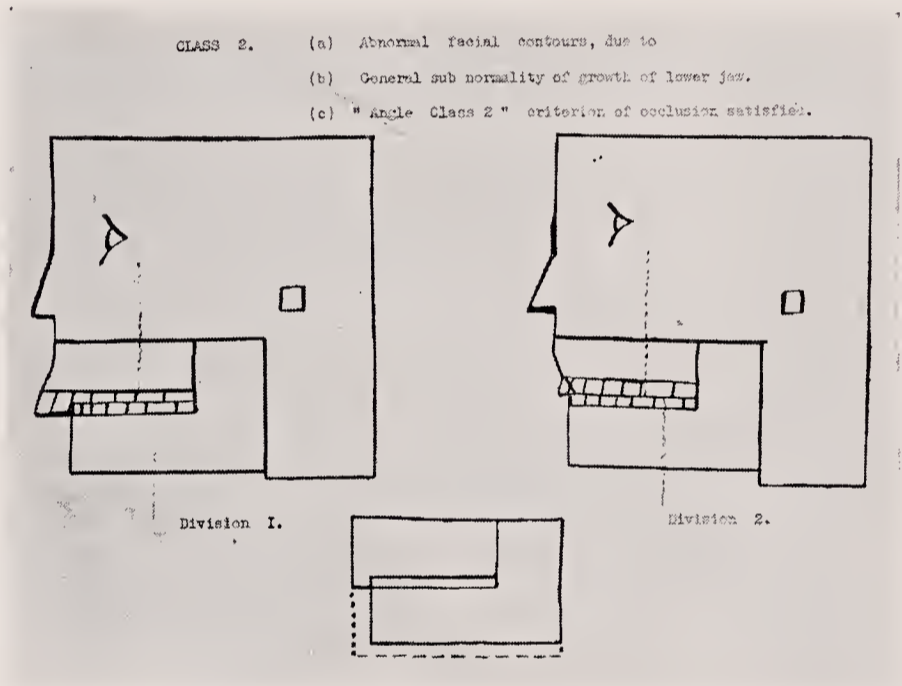 CLASS 2. (a) Abnormal facial contours, due to
(b) General sub normality of growth of lower jaw.
(c) " Angle Class 2 " criterion of occlusion satisfied.
Division I.
Division 2.